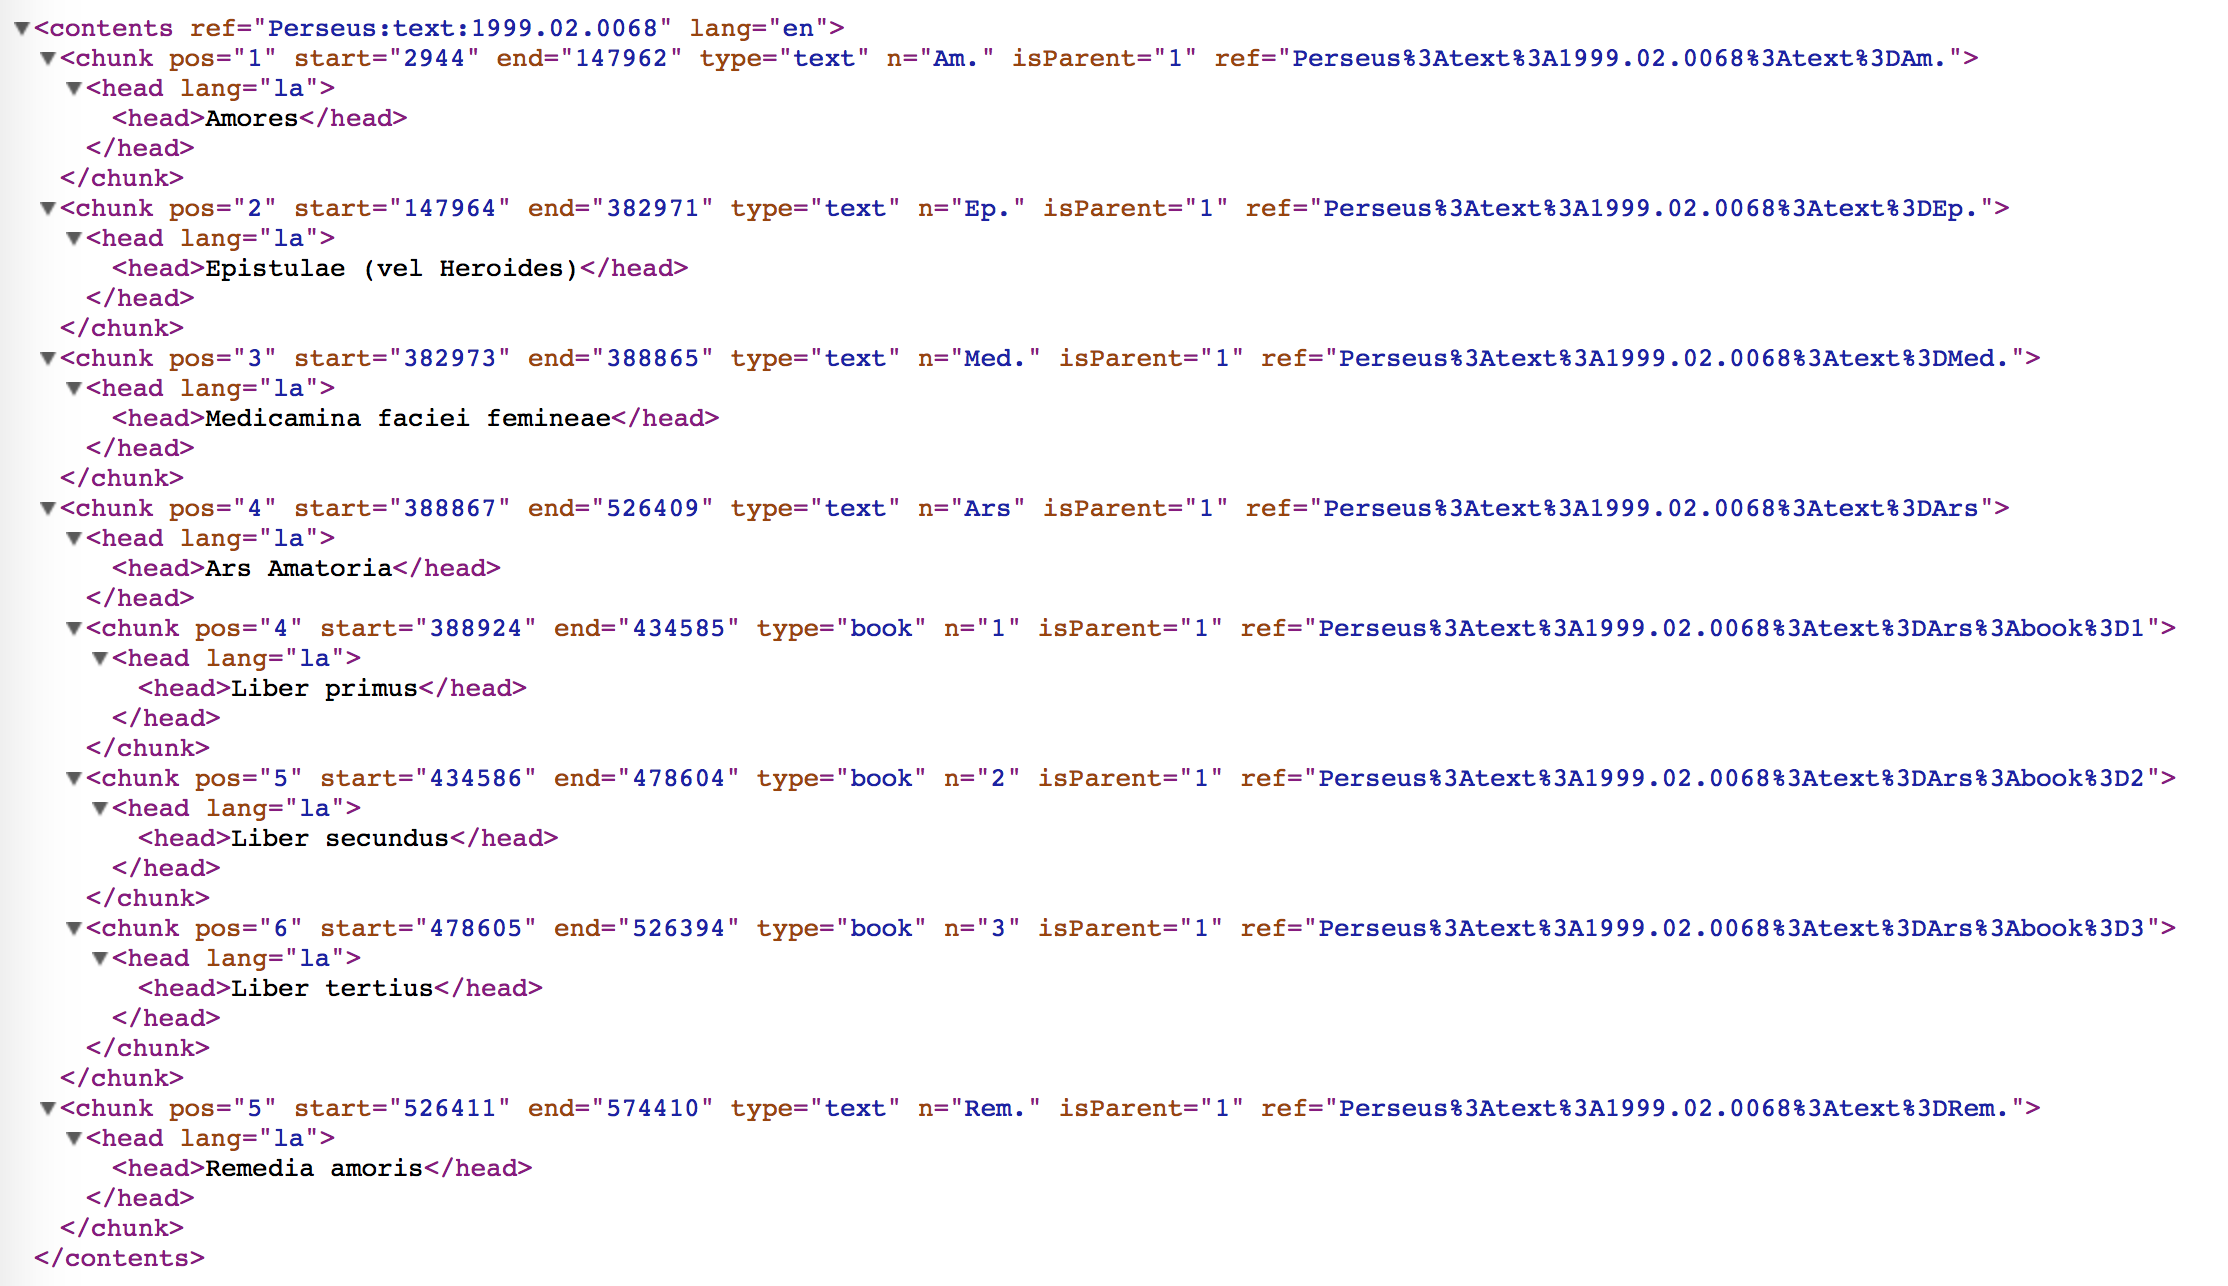 ▼<contents ref="Perseus:text:1999.02.0068" lang="en">
▼<chunk pos="1" start="2944" end="147962" type="text" n="Am." isParent="1" ref="Perseus%3Atext%3A1999.02.0068%3Atext%3DAm.">
▼<head lang="la">
<head>Amores</head>
</head>
</chunk>
▼<chunk pos="2" start="147964" end="382971" type="text" n="Ep." isParent="1" ref="Perseus%3Atext%3A1999.02.0068%3Atext%3DEp.">
▼<head lang="la">
<head>Epistulae (vel Heroides)</head>
</head>
</chunk>
▼<chunk pos="3" start="382973" end="388865" type="text" n="Med." isParent="1" ref="Perseus%3Atext%3A1999.02.0068%3Atext%3DMed.">
▼<head lang="la">
<head>Medicamina faciei femineae</head>
</head>
</chunk>
▼<chunk pos="4" start="388867" end="526409" type="text" n="Ars" isParent="1" ref="Perseus%3Atext%3A1999.02.0068%3Atext%3DArs">
▼<head lang="la">
<head>Ars Amatoria</head>
</head>
▼<chunk pos="4" start="388924" end="434585" type="book" n="1" isParent="1" ref="Perseus%3Atext%3A1999.02.0068%3Atext%3DArs%3Abook%3D1">
▼<head lang="la">
<head>Liber primus</head>
</head>
</chunk>
▼<chunk pos="5" start="434586" end="478604" type="book" n="2" isParent="1" ref="Perseus%3Atext%3A1999.02.0068%3Atext%3DArs%3Abook%3D2">
▼<head lang="la">
<head>Liber secundus</head>
</head>
</chunk>
▼<chunk pos="6" start="478605" end="526394" type="book" n="3" isParent="1" ref="Perseus%3Atext%3A1999.02.0068%3Atext%3DArs%3Abook%3D3">
▼<head lang="la">
<head>Liber tertius</head>
</head>
</chunk>
</chunk>
▼<chunk pos="5" start="526411" end="574410" type="text" n="Rem." isParent="1" ref="Perseus%3Atext%3A1999.02.0068%3Atext%3DRem.">
▼<head lang="la">
<head>Remedia amoris</head>
</head>
</chunk>
</contents>